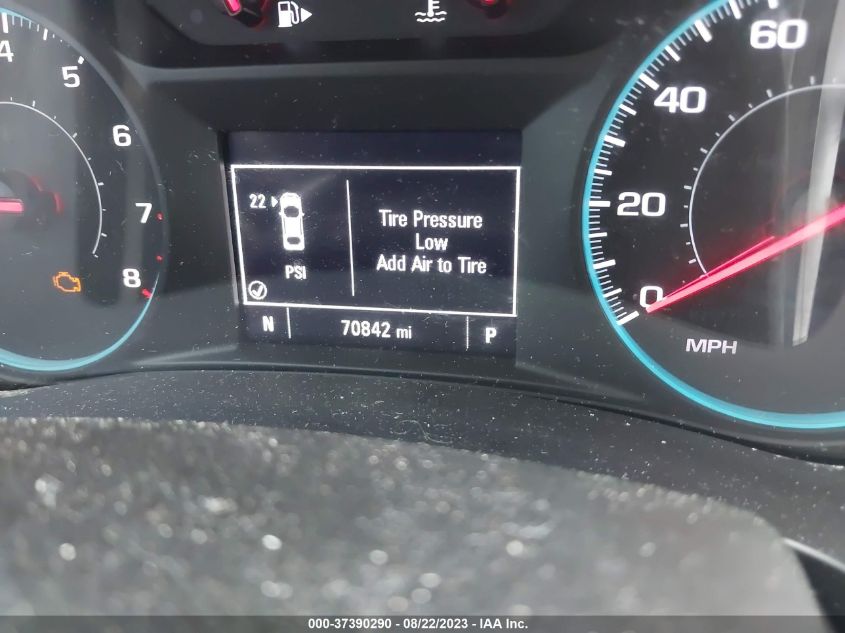 4
5
6
7
8
22
PSI
Tire Pressure
Low
Add Air to Tire
N
70842 mi
P
60
40
20
0
MPH
000-37390290 - 08/22/2023 - IAA Inc.